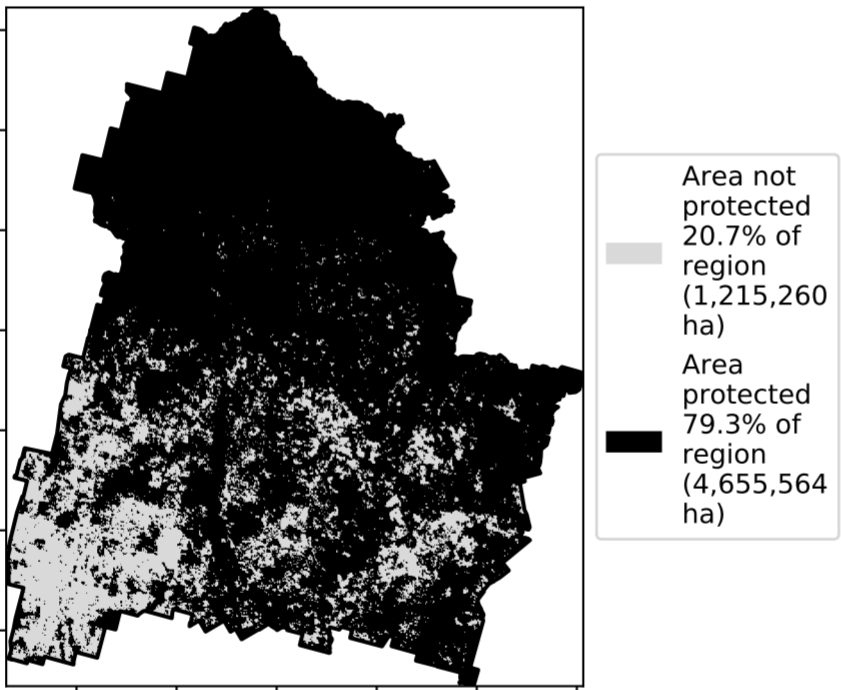 Area not
protected
20.7% of
region
(1,215,260
ha)
Area
protected
79.3% of
region
(4,655,564
ha)